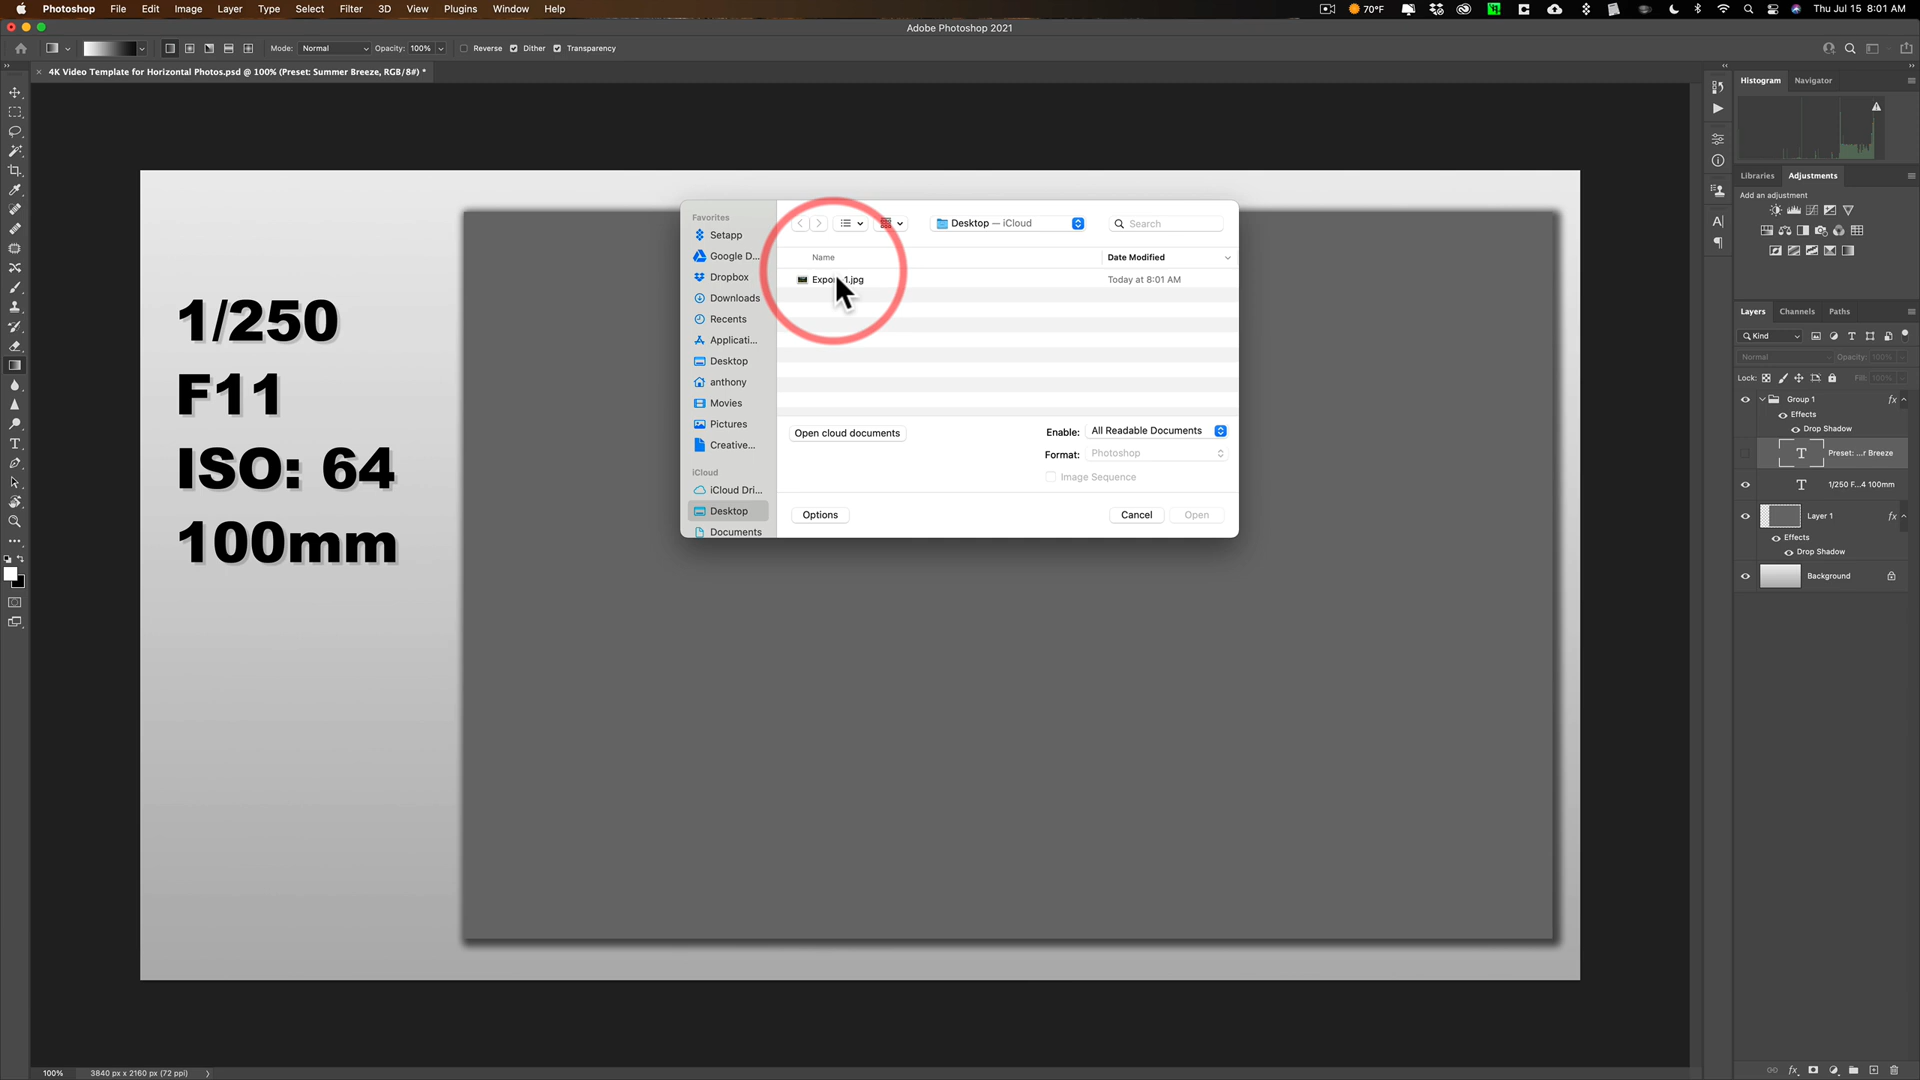 Photoshop File Edit Image Layer Type Select Filter 3D View Plugins Window Help 70°F Thu Jul 15 8:01 AM
Adobe Photoshop 2021
Mode: Normal Opacity: 100% Reverse Dither Transparency
4K Video Template for Horizontal Photos.psd @ 100% (Preset: Summer Breeze, RGB/8#) *
Histogram Navigator
Libraries Adjustments
Add an adjustment
1/250
F11
ISO: 64
100mm
Favorites
Setapp
Google D...
Dropbox
Downloads
Recents
Applicati...
Desktop
anthony
Movies
Pictures
Creative...
iCloud
iCloud Dri...
Desktop
Documents
Desktop — iCloud
Search
Name Date Modified
1.jpg Today at 8:01 AM
Open cloud documents
Enable: All Readable Documents
Format: Photoshop
Image Sequence
Options Cancel Open
Layers Channels Paths
Kind
Normal Opacity: 100%
Lock: Fill: 100%
Group 1 fx
Effects
Drop Shadow
T Preset: ...r Breeze
T 1/250 F...4 100mm
Layer 1 fx
Effects
Drop Shadow
Background
100% 3840 px x 2160 px (72 ppi)